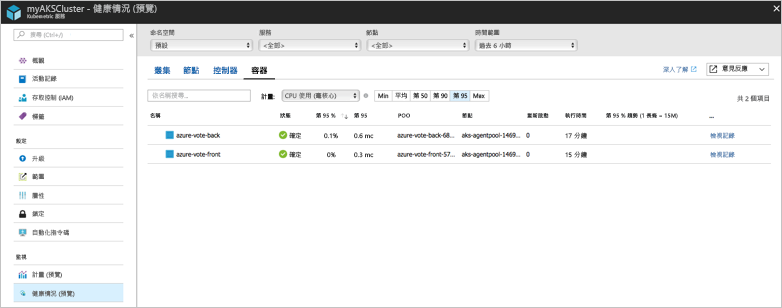 myAKSCluster - 健康情況 (預覽)
Kubernetes 服務
搜尋 (Ctrl+/)
概觀
活動記錄
存取控制 (IAM)
標籤
設定
升級
範圍
屬性
鎖定
自動化指令碼
監視
計量 (預覽)
健康情況 (預覽)
命名空間
服務
節點
時間範圍
預設
<全部>
<全部>
過去 6 小時
叢集
節點
控制器
容器
深入了解
意見反應
依名稱搜尋...
計量:
CPU 使用 (毫核心)
Min
平均
第 50
第 90
第 95
Max
共 2 個項目
名稱
狀態
第 95 %
第 95
POD
節點
重新啟動
執行時間
第 95 % 趨勢 (1 長條 = 15M)
...
azure-vote-back
確定
0.1%
0.6 mc
azure-vote-back-68...
aks-agentpool-1469...
0
17 分鐘
檢視記錄
azure-vote-front
確定
0%
0.3 mc
azure-vote-front-57...
aks-agentpool-1469...
0
15 分鐘
檢視記錄